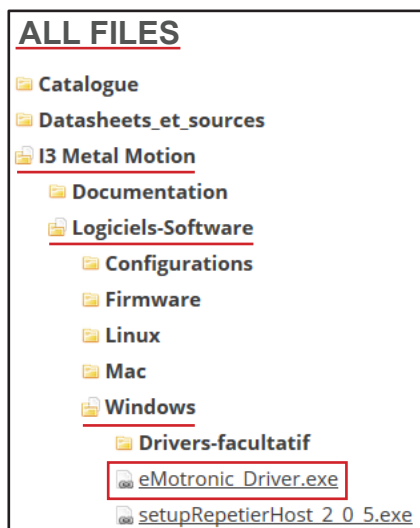 ALL FILES
Catalogue
Datasheets_et_sources
I3 Metal Motion
Documentation
Logiciels-Software
Configurations
Firmware
Linux
Mac
Windows
Drivers-facultatif
eMotronic_Driver.exe
setupRepetierHost_2_0_5.exe